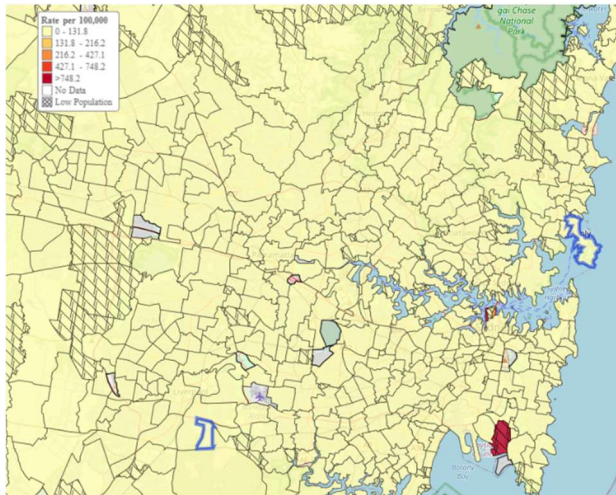 Rate per 100,000
0 - 131.8
131.8 - 216.2
216.2 - 427.1
427.1 - 748.2
>748.2
No Data
Low Population
gai Chase
National
Park
Botany
Bay